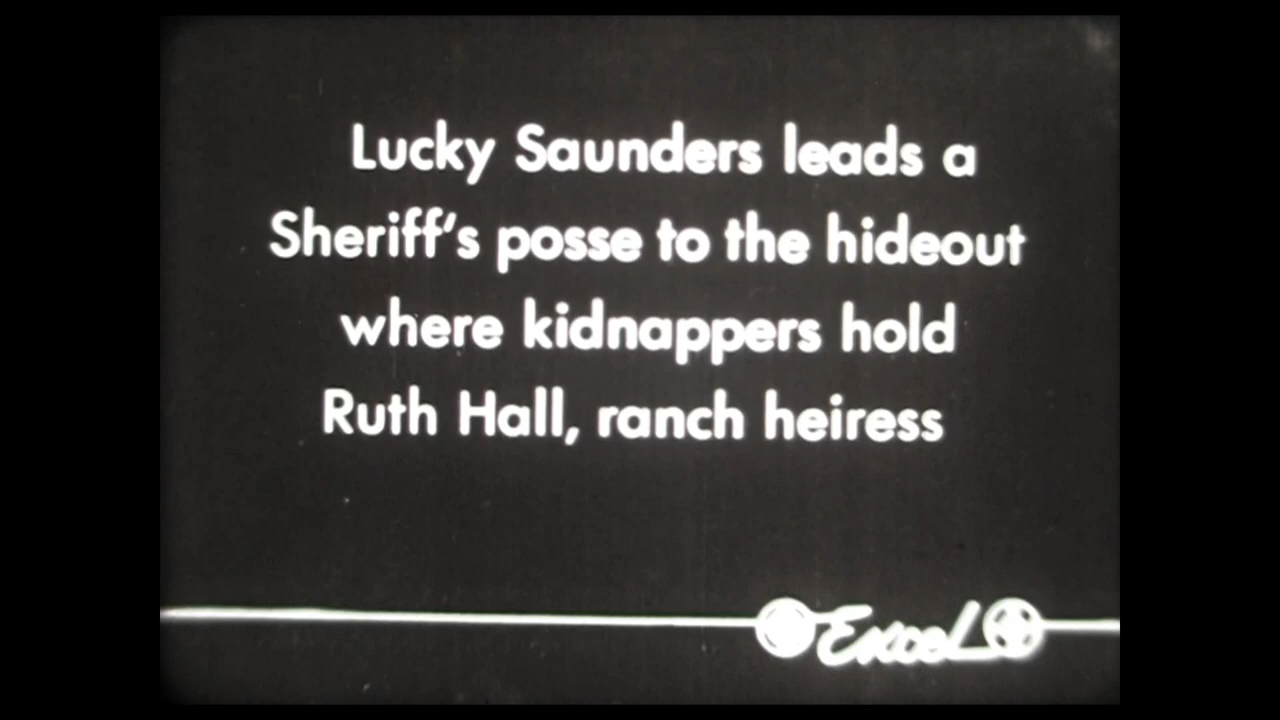 Lucky Saunders leads a
Sheriff's posse to the hideout
where kidnappers hold
Ruth Hall, ranch heiress
Excel